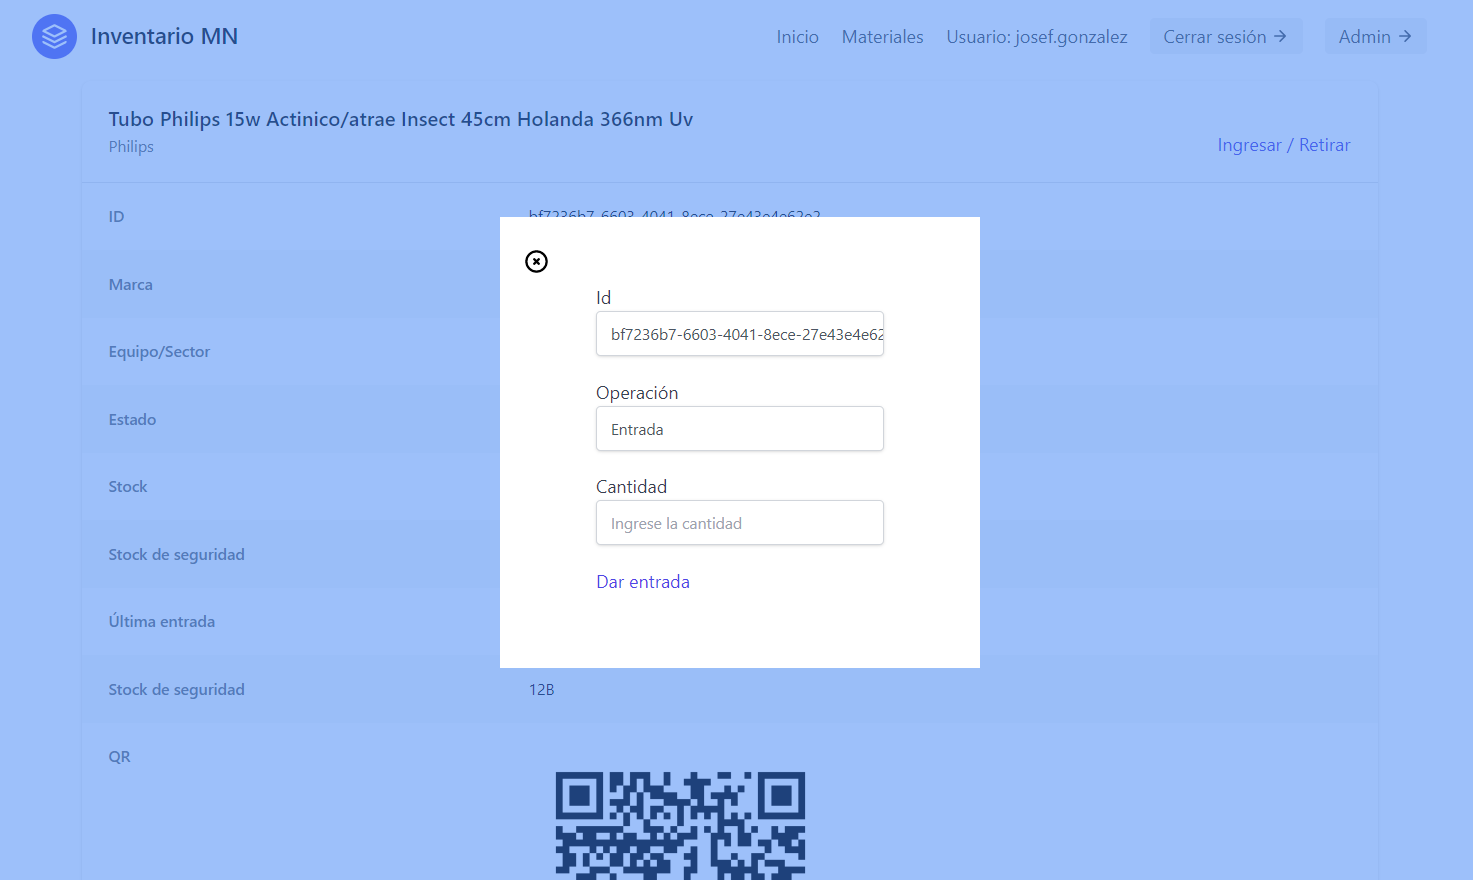 Inventario MN
Inicio
Materiales
Usuario: josef.gonzalez
Cerrar sesión →
Admin →
Tubo Philips 15w Actinico/atrae Insect 45cm Holanda 366nm Uv
Philips
Ingresar / Retirar
ID
bf7236b7-6603-4041-8ece-27e43e4e62e2
Marca
Equipo/Sector
Estado
Stock
Stock de seguridad
Última entrada
Stock de seguridad
12B
QR
Id
bf7236b7-6603-4041-8ece-27e43e4e62
Operación
Entrada
Cantidad
Ingrese la cantidad
Dar entrada